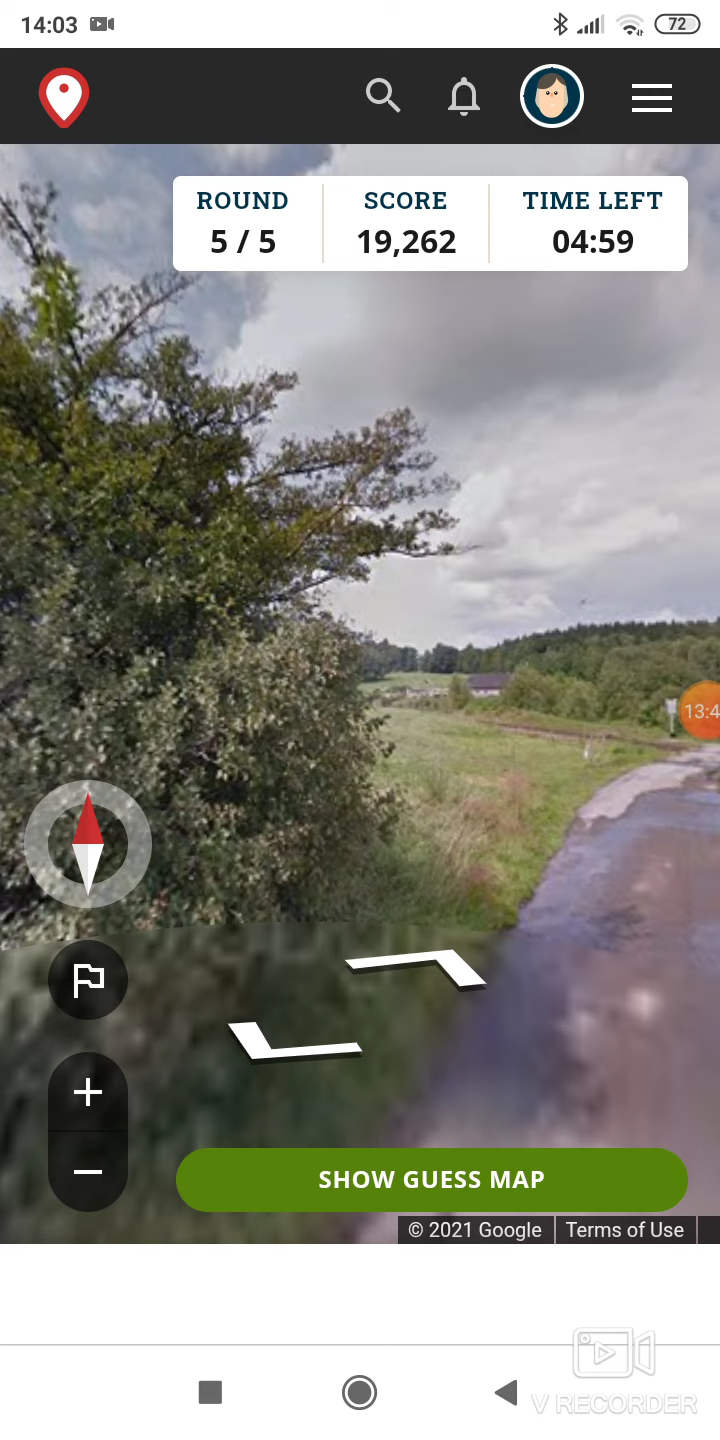 14:03
72
ROUND
SCORE
TIME LEFT
5 / 5
19,262
04:59
13:4
SHOW GUESS MAP
© 2021 Google
Terms of Use
V RECORDER